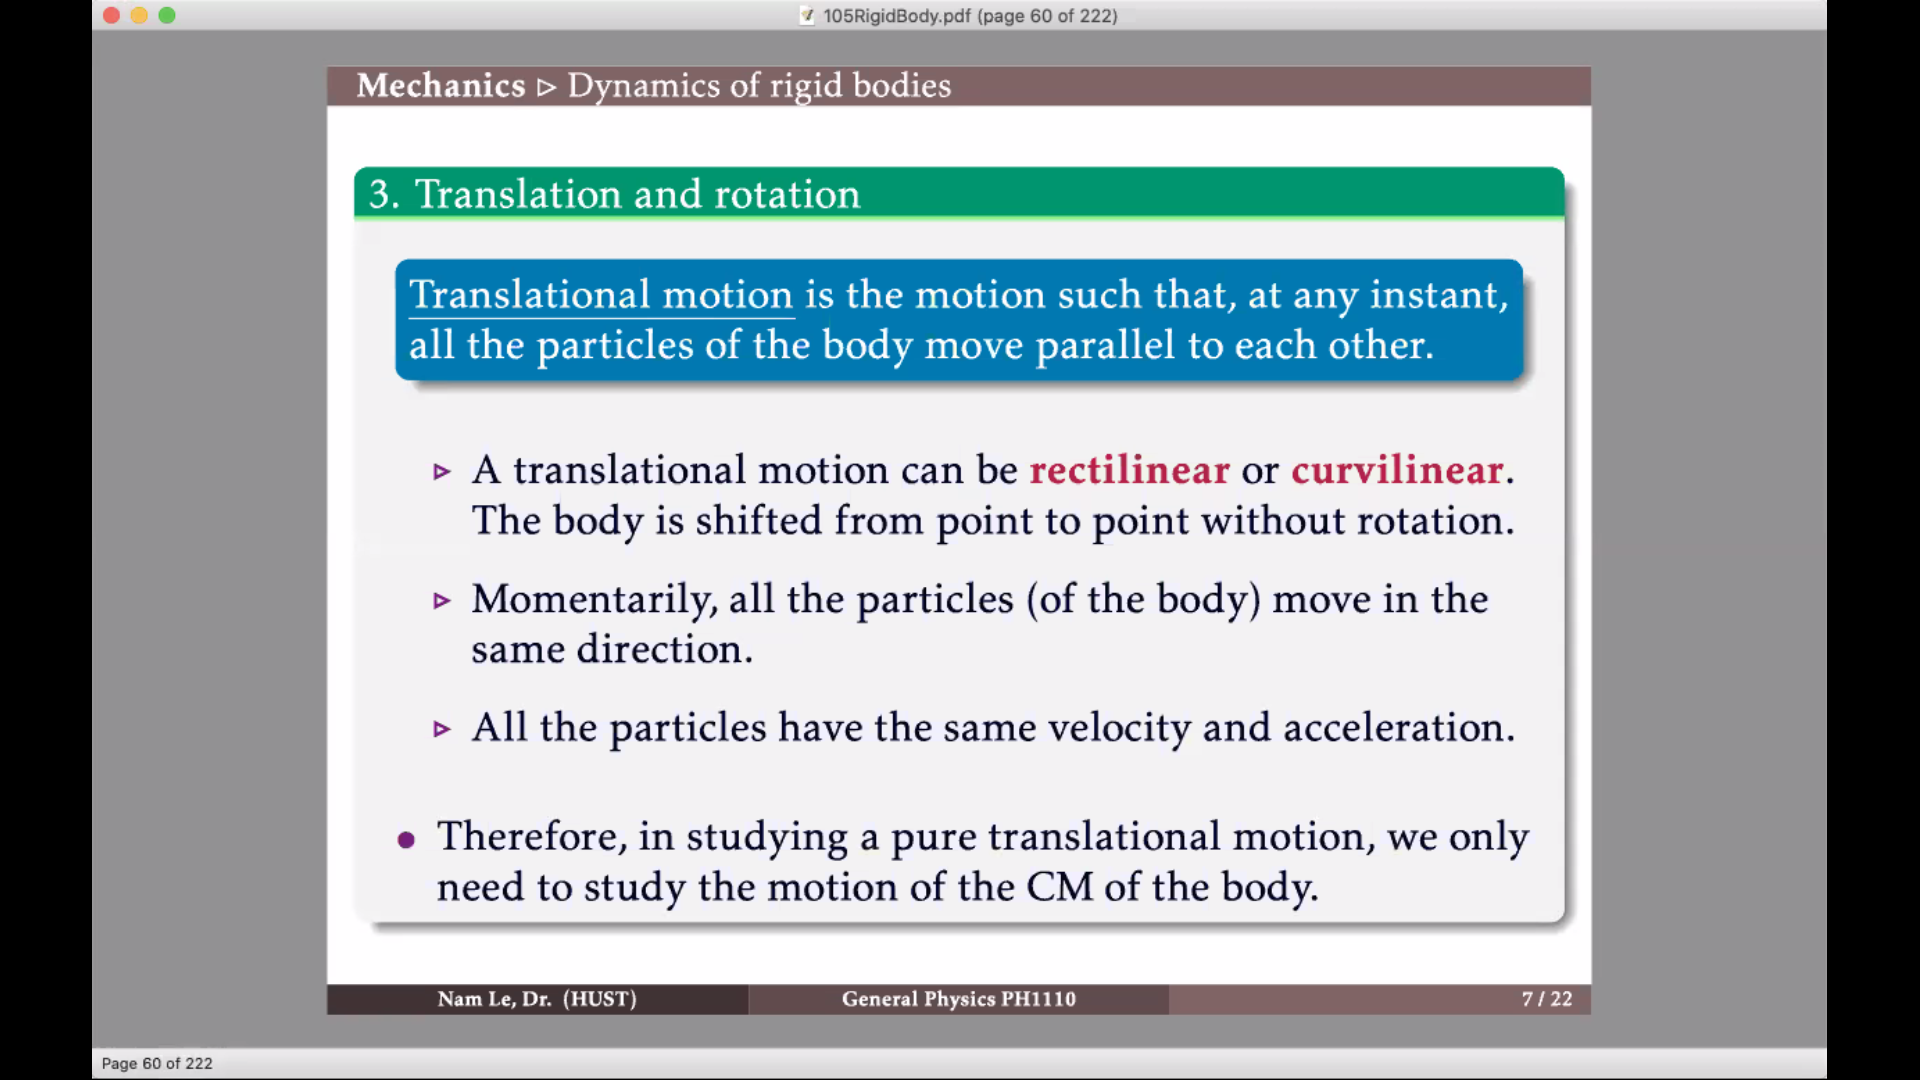 105RigidBody.pdf (page 60 of 222)
Mechanics ▷ Dynamics of rigid bodies
3. Translation and rotation
Translational motion is the motion such that, at any instant,
all the particles of the body move parallel to each other.
▷ A translational motion can be rectilinear or curvilinear.
The body is shifted from point to point without rotation.
▷ Momentarily, all the particles (of the body) move in the
same direction.
▷ All the particles have the same velocity and acceleration.
• Therefore, in studying a pure translational motion, we only
need to study the motion of the CM of the body.
Nam Le, Dr. (HUST) General Physics PH1110 7 / 22
Page 60 of 222